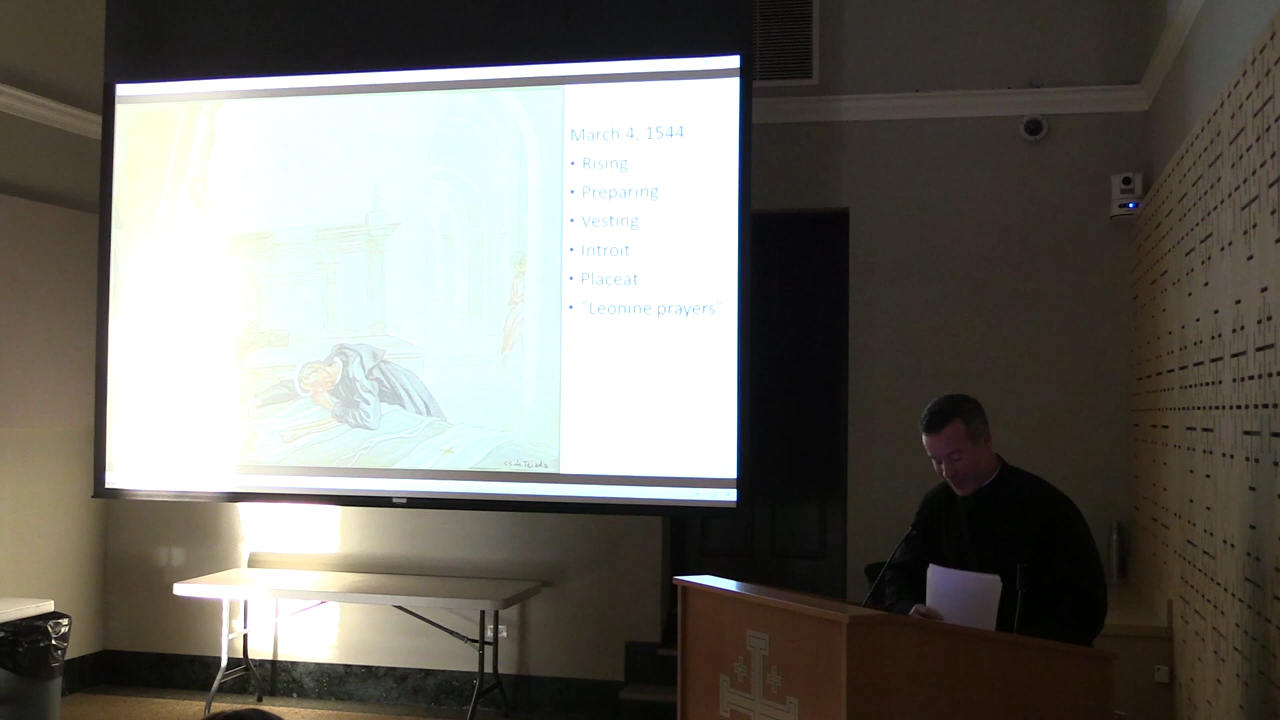 March 4, 1544
• Rising
• Preparing
• Vesting
• Introit
• Placeat
• "Leonine prayers"